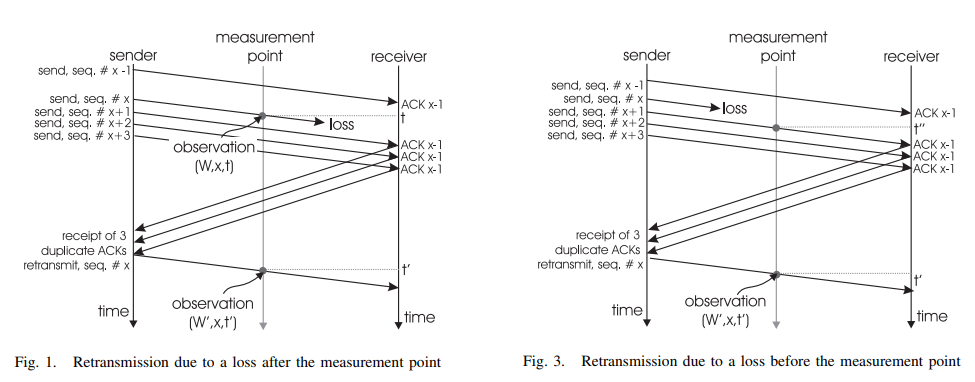 measurement
sender
point
receiver
send, seq. # x -1
send, seq. # x
send, seq. # x+1
send, seq. # x+2
send, seq. # x+3
loss
ACK x-1
t
observation
(W,x,t)
ACK x-1
ACK x-1
ACK x-1
receipt of 3
duplicate ACKs
retransmit, seq. # x
t'
observation
(W',x,t')
time
time
Fig. 1. Retransmission due to a loss after the measurement point
measurement
sender
point
receiver
send, seq. # x -1
send, seq. # x
send, seq. # x+1
send, seq. # x+2
send, seq. # x+3
loss
ACK x-1
t''
ACK x-1
ACK x-1
ACK x-1
receipt of 3
duplicate ACKs
retransmit, seq. # x
t'
observation
(W',x,t')
time
time
Fig. 3. Retransmission due to a loss before the measurement point